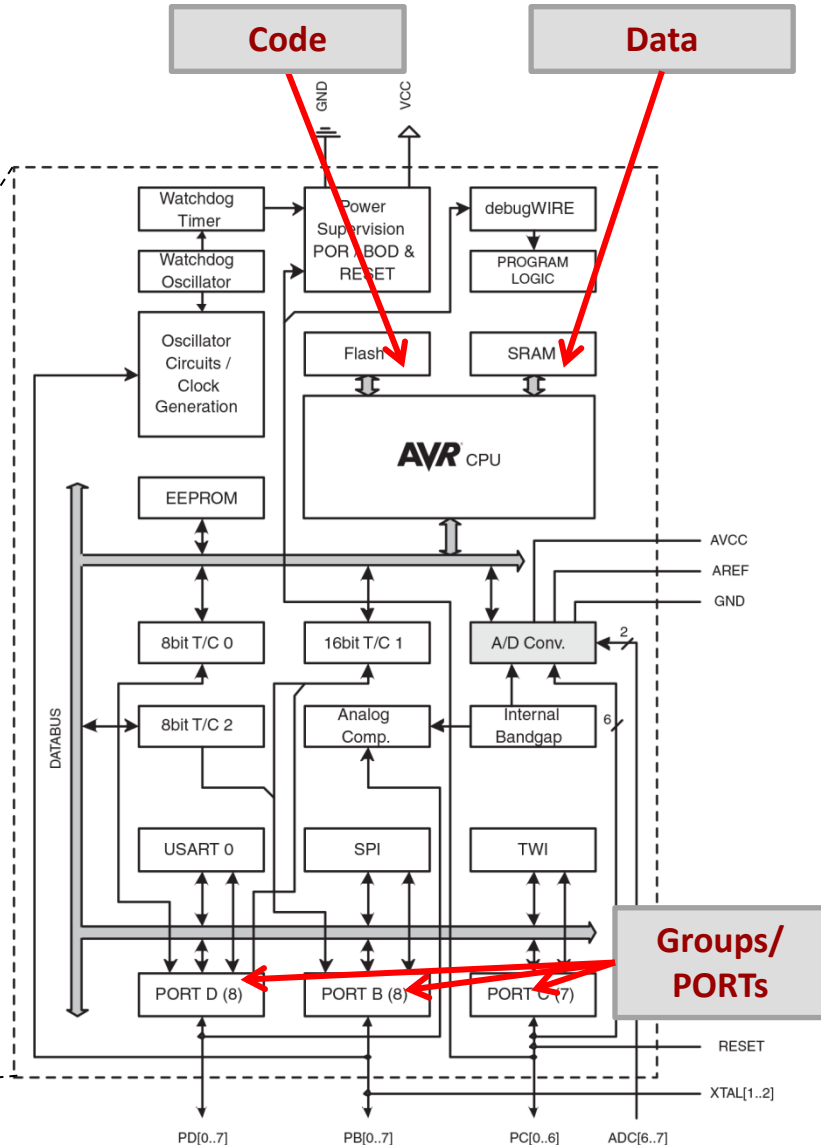 Code
Data
GND
VCC
Watchdog
Timer
Power
Supervision
POR / BOD &
RESET
debugWIRE
Watchdog
Oscillator
PROGRAM
LOGIC
Oscillator
Circuits /
Clock
Generation
Flash
SRAM
AVR CPU
EEPROM
AVCC
AREF
GND
8bit T/C 0
16bit T/C 1
A/D Conv.
2
DATABUS
8bit T/C 2
Analog
Comp.
Internal
Bandgap
6
USART 0
SPI
TWI
Groups/
PORTs
PORT D (8)
PORT B (8)
PORT C (7)
RESET
XTAL[1..2]
PD[0..7]
PB[0..7]
PC[0..6]
ADC[6..7]